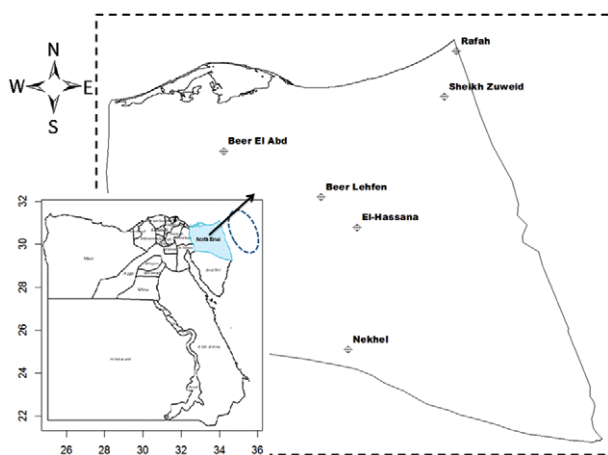 N
W
E
S
Rafah
Sheikh Zuweid
Beer El Abd
Beer Lehfen
El-Hassana
Nekhel
North Sinai
32
30
28
26
24
22
26
28
30
32
34
36